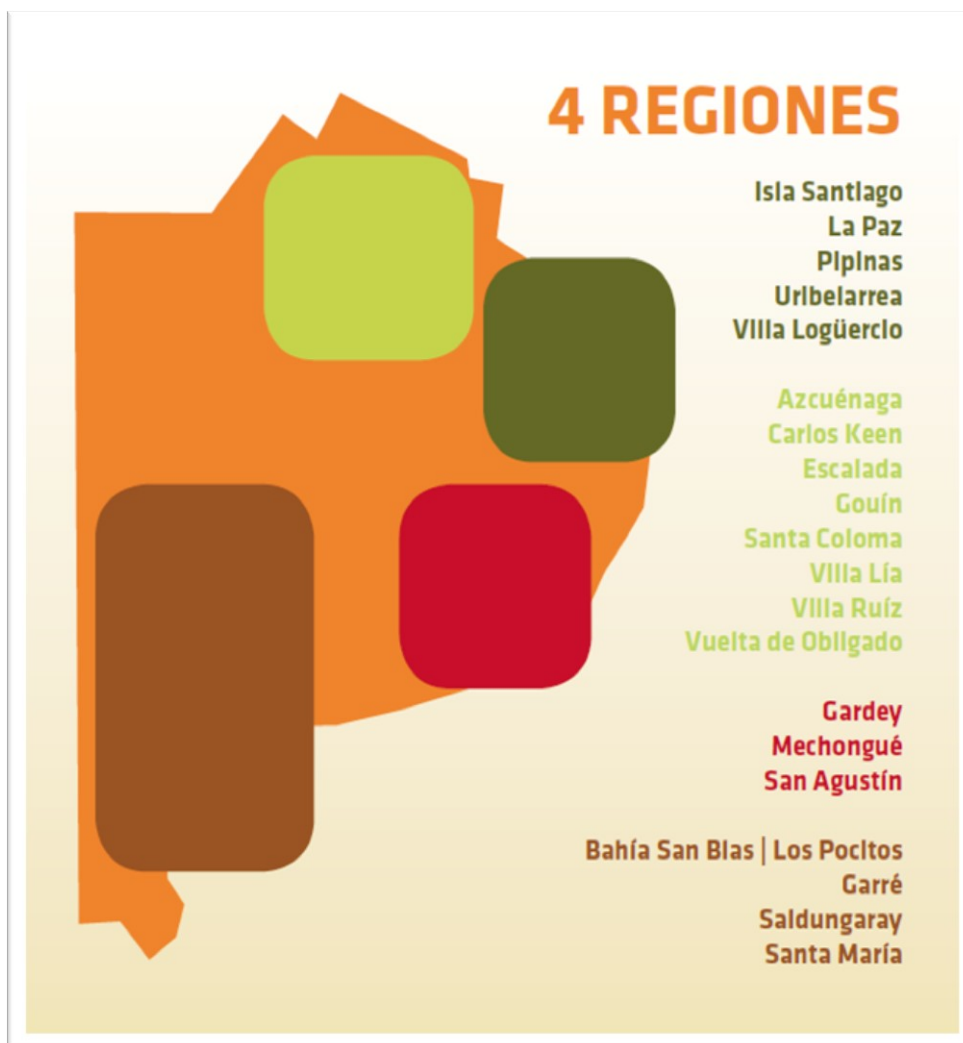 4 REGIONES
Isla Santiago
La Paz
Pipinas
Uribelarrea
Villa Logüercio
Azcuénaga
Carlos Keen
Escalada
Gouín
Santa Coloma
Villa Lía
Villa Ruíz
Vuelta de Obligado
Gardey
Mechongué
San Agustín
Bahía San Blas | Los Pocitos
Garré
Saldungaray
Santa María